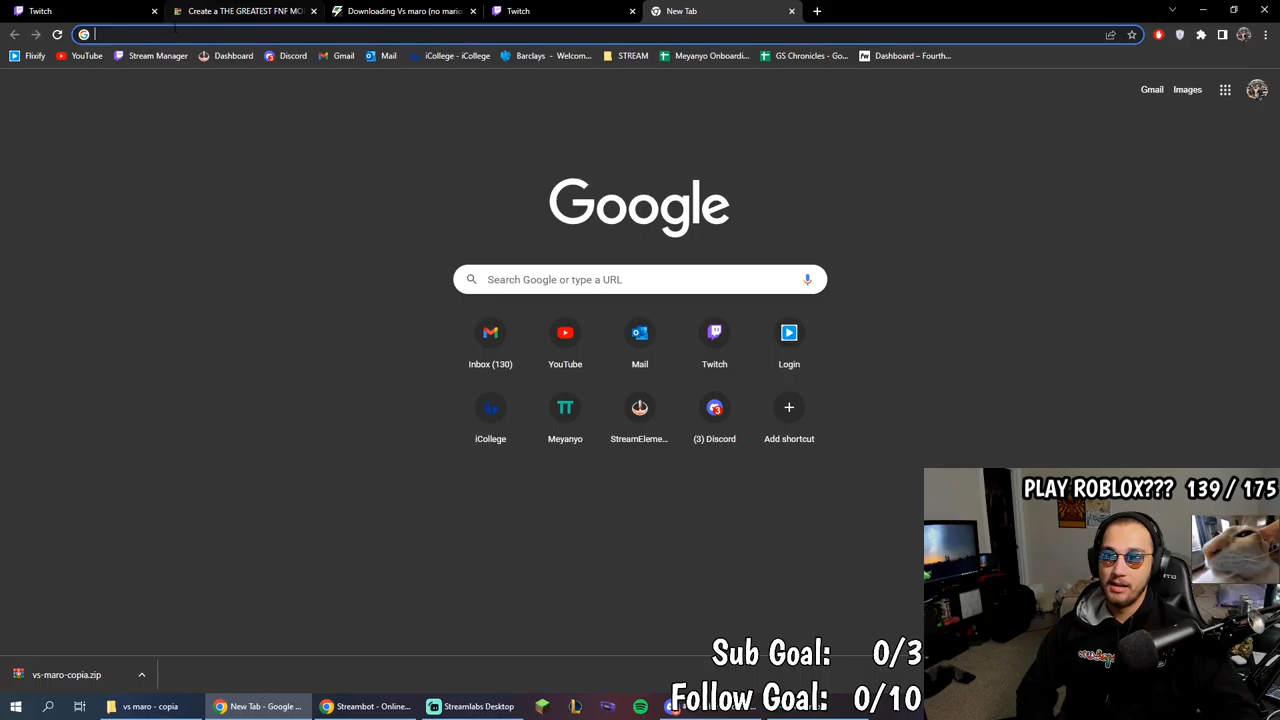 Twitch
Create a THE GREATEST FNF MO
Downloading Vs maro (no mario
Twitch
New Tab
Flixify
YouTube
Stream Manager
Dashboard
Discord
Gmail
Mail
iCollege - iCollege
Barclays - Welcom...
STREAM
Meyanyo Onboardi...
GS Chronicles - Go...
Dashboard – Fourth...
Gmail
Images
Google
Search Google or type a URL
Inbox (130)
YouTube
Mail
Twitch
Login
iCollege
Meyanyo
StreamEleme...
(3) Discord
Add shortcut
PLAY ROBLOX??? 139 / 175
Sub Goal: 0/3
Follow Goal: 0/10
vs-maro-copia.zip
vs maro - copia
New Tab - Google ...
Streambot - Online...
Streamlabs Desktop